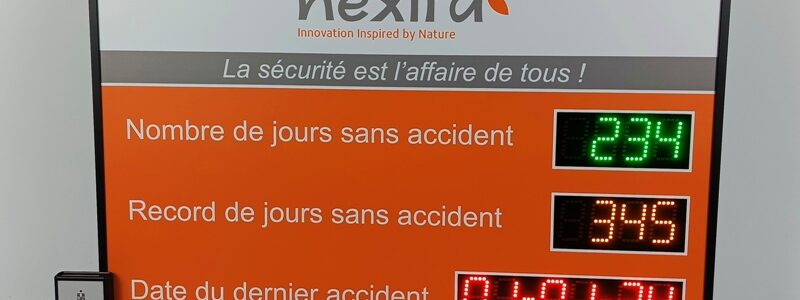 nexira
Innovation Inspired by Nature
La sécurité est l'affaire de tous !
Nombre de jours sans accident 234
Record de jours sans accident 345
Date du dernier accident